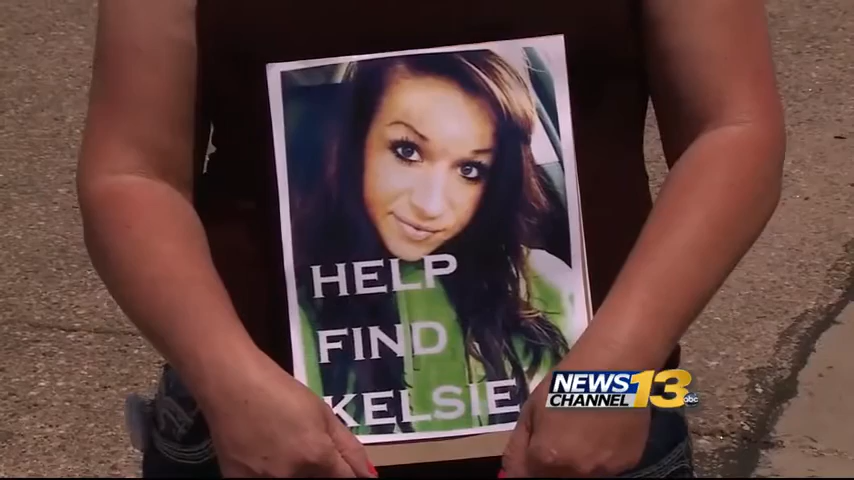 HELP
FIND
KELSIE
NEWS 13
CHANNEL
abc